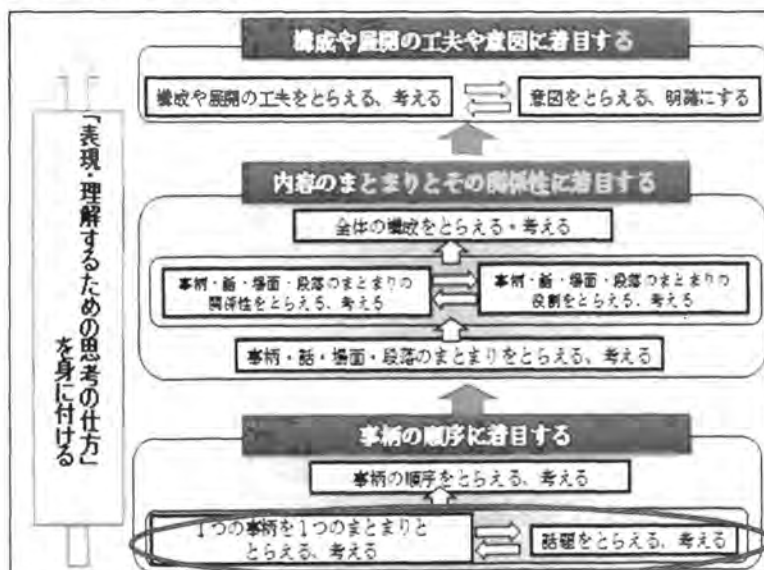 構成や展開の工夫や意図に着目する
構成や展開の工夫をとらえる、考える
意図をとらえる、明確にする
内容のまとまりとその関係性に着目する
全体の構成をとらえる・考える
事柄・話・場面・段落のまとまりの
関係性をとらえる、考える
事柄・話・場面・段落のまとまりの
役割をとらえる、考える
事柄・話・場面・段落のまとまりをとらえる、考える
事柄の順序に着目する
事柄の順序をとらえる、考える
1つの事柄を1つのまとまりと
とらえる、考える
話題をとらえる、考える
「表現・理解するための思考の仕方」
を身に付ける